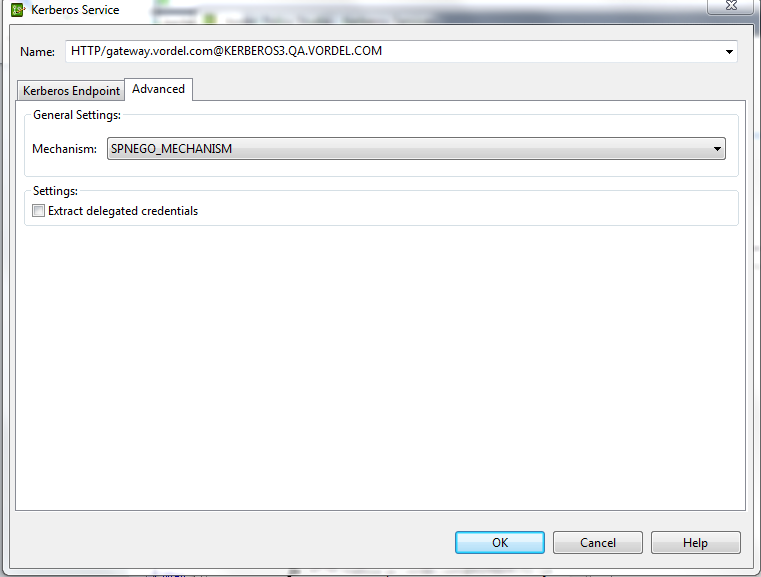 Kerberos Service
Name: HTTP/gateway.vordel.com@KERBEROS3.QA.VORDEL.COM
Kerberos Endpoint Advanced
General Settings:
Mechanism: SPNEGO_MECHANISM
Settings:
Extract delegated credentials
OK Cancel Help